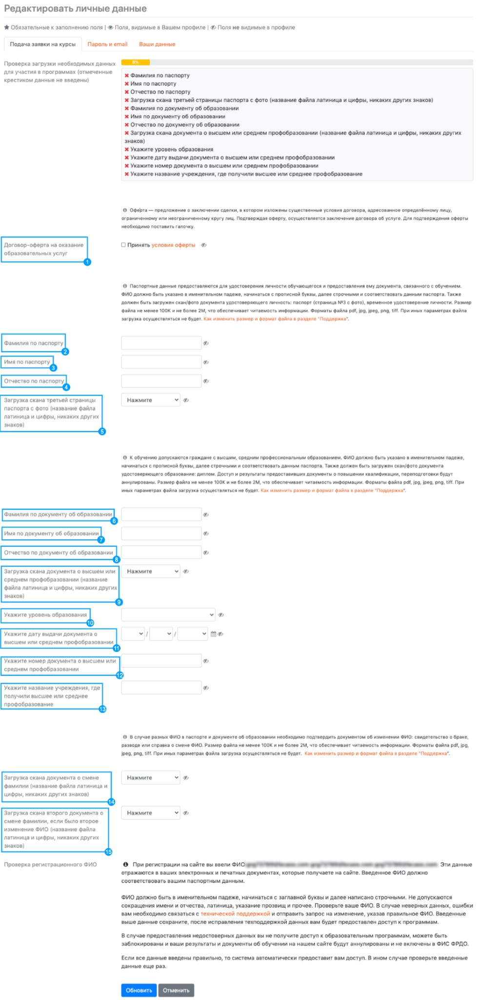 Редактировать личные данные
Обязательные к заполнению поля | Поля, видимые в Вашем профиле | Поля не видимые в профиле
Подача заявки на курсы Пароль и email Ваши данные
Проверка загрузки необходимых данных
для участия в программах (отмеченные
крестиком данные не введены)
8%
Фамилия по паспорту
Имя по паспорту
Отчество по паспорту
Загрузка скана третьей страницы паспорта с фото (название файла латиница и цифры, никаких других знаков)
Фамилия по документу об образовании
Имя по документу об образовании
Отчество по документу об образовании
Загрузка скана документа о высшем или среднем профобразовании (название файла латиница и цифры, никаких других
знаков)
Укажите уровень образования
Укажите дату выдачи документа о высшем или среднем профобразовании
Укажите номер документа о высшем или среднем профобразовании
Укажите название учреждения, где получили высшее или среднее профобразование
Оферта — предложение о заключении сделки, в котором изложены существенные условия договора, адресованное определённому лицу,
ограниченному или неограниченному кругу лиц. Подтверждая оферту, осуществляется заключение договора об услуге. Для подтверждения оферты
необходимо поставить галочку.
Договор-оферта на оказание
образовательных услуг
1
Принять условия оферты
Паспортные данные предоставляются для удостоверения личности обучающегося и предоставления ему документа, связанного с обучением.
ФИО должно быть указано в именительном падеже, начинаться с прописной буквы, далее строчными и соответствовать данным паспорта. Также
должен быть загружен скан/фото документа удостоверяющего личность: паспорт (страница №3 с фото), временное удостоверение личности. Размер
файла не менее 100К и не более 2М, что обеспечивает читаемость информации. Форматы файла pdf, jpg, jpeg, png, tiff. При иных параметрах файла
загрузка осуществляться не будет. Как изменить размер и формат файла в разделе "Поддержка".
Фамилия по паспорту
2
Имя по паспорту
3
Отчество по паспорту
4
Загрузка скана третьей страницы
паспорта с фото (название файла
латиница и цифры, никаких других
знаков)
5
Нажмите
К обучению допускаются граждане с высшим, средним профессиональным образованием. ФИО должно быть указано в именительном падеже,
начинаться с прописной буквы, далее строчными и соответствовать данным паспорта. Также должен быть загружен скан/фото документа
удостоверяющего образование: диплом. Доступ и результаты предоставивших документы о повышении квалификации, переподготовки будут
аннулированы. Размер файла не менее 100К и не более 2М, что обеспечивает читаемость информации. Форматы файла pdf, jpg, jpeg, png, tiff. При
иных параметрах файла загрузка осуществляться не будет. Как изменить размер и формат файла в разделе "Поддержка".
Фамилия по документу об образовании
6
Имя по документу об образовании
7
Отчество по документу об образовании
8
Загрузка скана документа о высшем или
среднем профобразовании (название
файла латиница и цифры, никаких других
знаков)
9
Нажмите
Укажите уровень образования
10
Укажите дату выдачи документа о
высшем или среднем профобразовании
11
/ /
Укажите номер документа о высшем или
среднем профобразовании
12
Укажите название учреждения, где
получили высшее или среднее
профобразование
13
В случае разных ФИО в паспорте и документе об образовании необходимо подтвердить документом об изменении ФИО: свидетельство о браке,
разводе или справка о смене ФИО. Размер файла не менее 100К и не более 2М, что обеспечивает читаемость информации. Форматы файла pdf, jpg,
jpeg, png, tiff. При иных параметрах файла загрузка осуществляться не будет. Как изменить размер и формат файла в разделе "Поддержка".
Загрузка скана документа о смене
фамилии (название файла латиница и
цифры, никаких других знаков)
14
Нажмите
Загрузка скана второго документа о
смене фамилии, если было второе
изменение ФИО (название файла
латиница и цифры, никаких других
знаков)
15
Нажмите
Проверка регистрационного ФИО
При регистрации на сайте вы ввели ФИО Эти данные
отражаются в ваших электронных и печатных документах, которые получаете на сайте. Введенное ФИО должно
соответствовать вашим паспортным данным.
ФИО должно быть в именительном падеже, начинаться с заглавной буквы и далее написано строчными. Не допускаются
сокращения имени и отчества, латиница, указание прозвищ и прочее. Проверьте ваше ФИО. В случае неверных данных, ошибки
вам необходимо связаться с технической поддержкой и отправить запрос на изменение, указав правильное ФИО. Введенные
выше данные сохраните, после исправления техподдержкой данных вам будет предоставлен доступ к программам.
В случае предоставления недостоверных данных вы не получите доступ к образовательным программам, можете быть
заблокированы и ваши результаты и документы об обучении на нашем сайте будут аннулированы и не включены в ФИС ФРДО.
Если все данные введены правильно, то система автоматически предоставит вам доступ. В ином случае проверьте введенные
данные еще раз.
Обновить Отменить